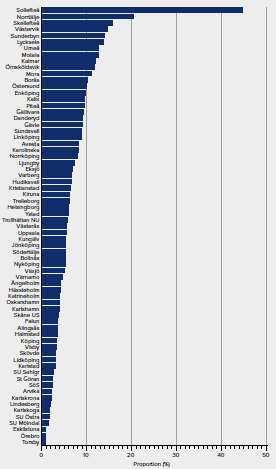 Sollefteå
Norrtälje
Skellefteå
Västervik
Sunderbyn
Lycksele
Umeå
Motala
Kalmar
Örnsköldsvik
Mora
Borås
Östersund
Enköping
Kalix
Piteå
Gällivare
Danderyd
Gävle
Sundsvall
Linköping
Avesta
Karolinska
Norrköping
Ljungby
Eksjö
Varberg
Hudiksvall
Kristianstad
Kiruna
Trelleborg
Helsingborg
Ystad
Trollhättan NU
Västerås
Uppsala
Kungälv
Jönköping
Södertälje
Bollnäs
Nyköping
Växjö
Värnamo
Ängelholm
Hässleholm
Katrineholm
Oskarshamn
Karlshamn
Skåne US
Falun
Alingsås
Halmstad
Köping
Visby
Skövde
Lidköping
Karlstad
SU Sahlgr
St Göran
SöS
Arvika
Karlskrona
Lindesberg
Karlskoga
SU Östra
SU Mölndal
Eskilstuna
Örebro
Torsby
0 10 20 30 40 50
Proportion (%)